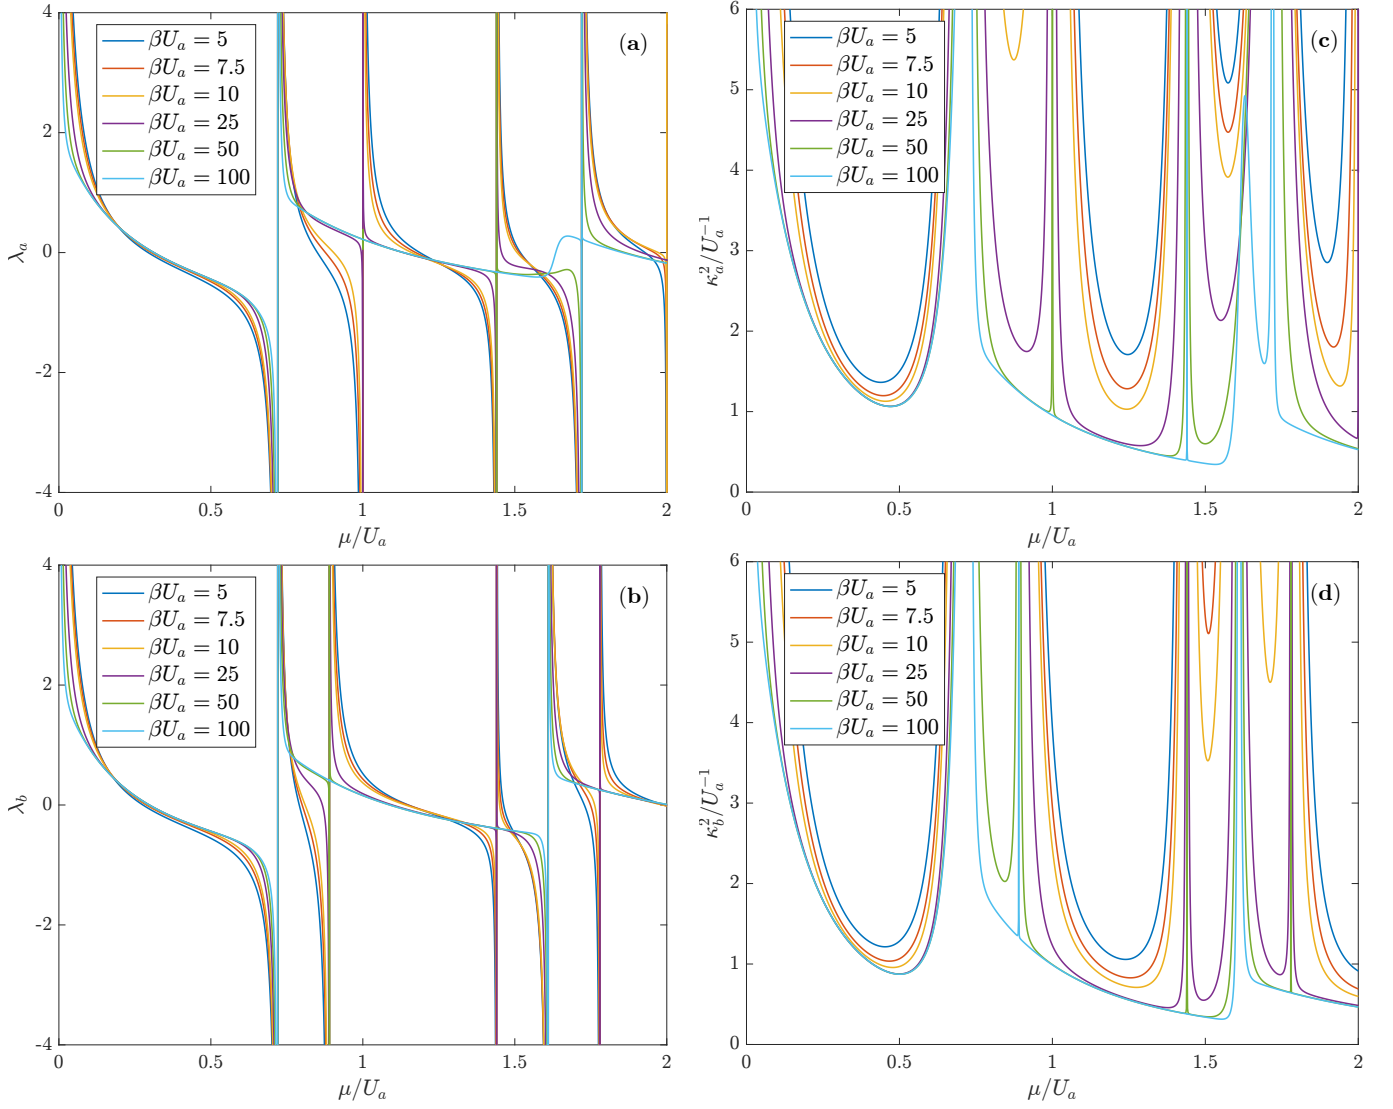 (a)
βU_a = 5
βU_a = 7.5
βU_a = 10
βU_a = 25
βU_a = 50
βU_a = 100
4
2
0
-2
-4
λ_a
0
0.5
1
1.5
2
μ/U_a
(c)
βU_a = 5
βU_a = 7.5
βU_a = 10
βU_a = 25
βU_a = 50
βU_a = 100
6
5
4
3
2
1
0
κ_a^2/U_a^{-1}
0
0.5
1
1.5
2
μ/U_a
(b)
βU_a = 5
βU_a = 7.5
βU_a = 10
βU_a = 25
βU_a = 50
βU_a = 100
4
2
0
-2
-4
λ_b
0
0.5
1
1.5
2
μ/U_a
(d)
βU_a = 5
βU_a = 7.5
βU_a = 10
βU_a = 25
βU_a = 50
βU_a = 100
6
5
4
3
2
1
0
κ_b^2/U_a^{-1}
0
0.5
1
1.5
2
μ/U_a